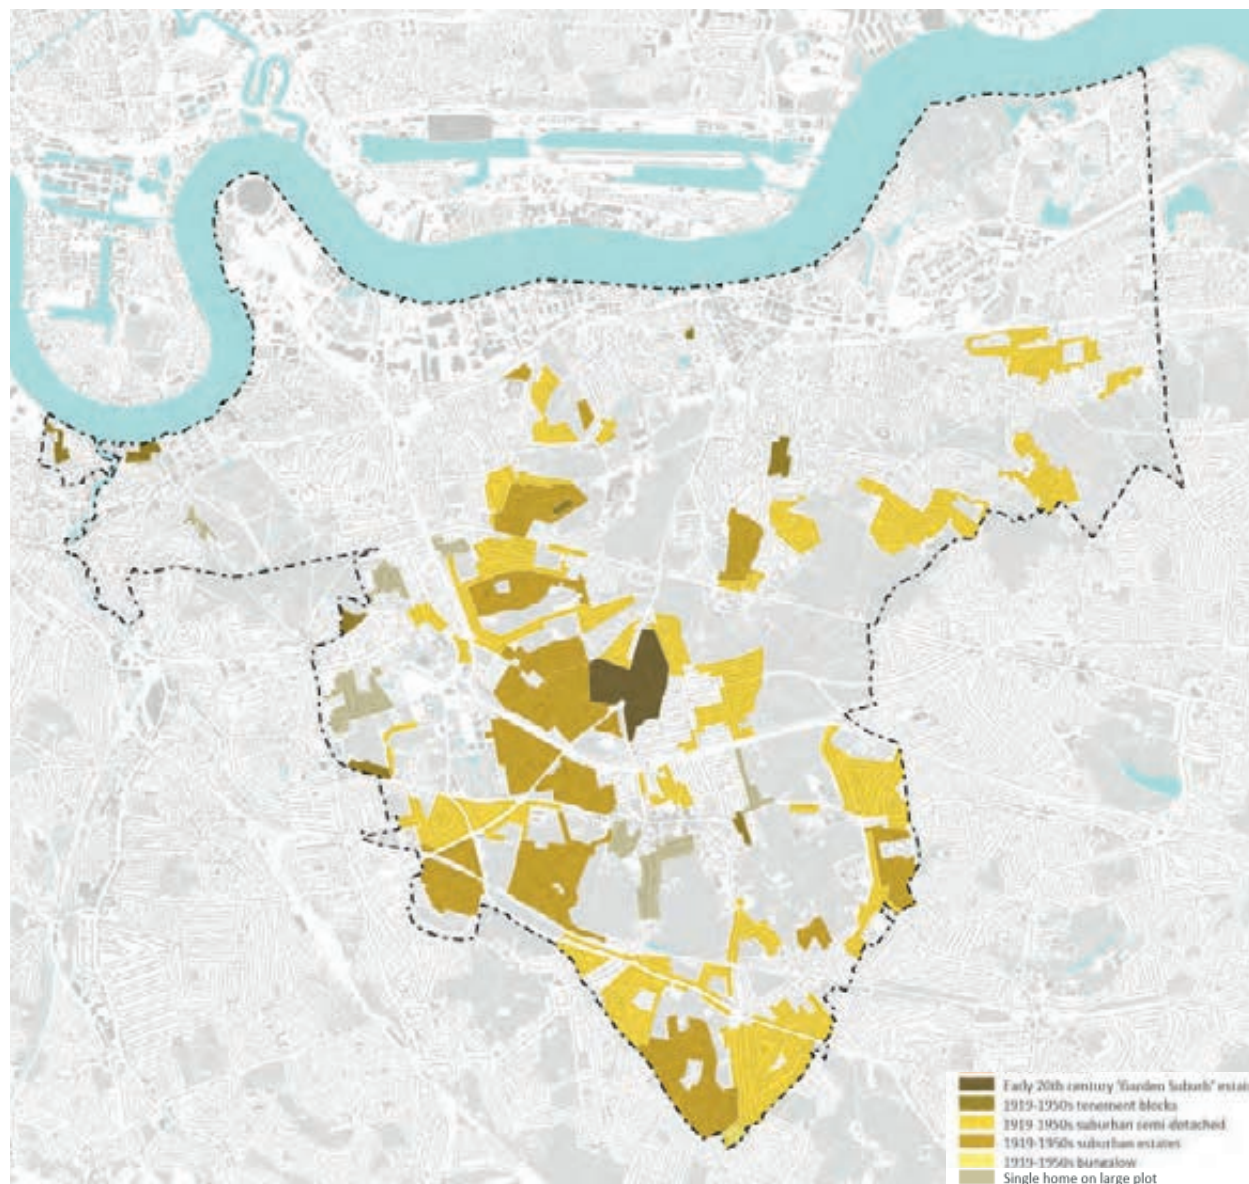 Early 20th century 'Garden Suburb' estat
1919-1950s tenement blocks
1919-1950s suburban semi-detached
1919-1950s suburban estates
1919-1950s bungalow
Single home on large plot